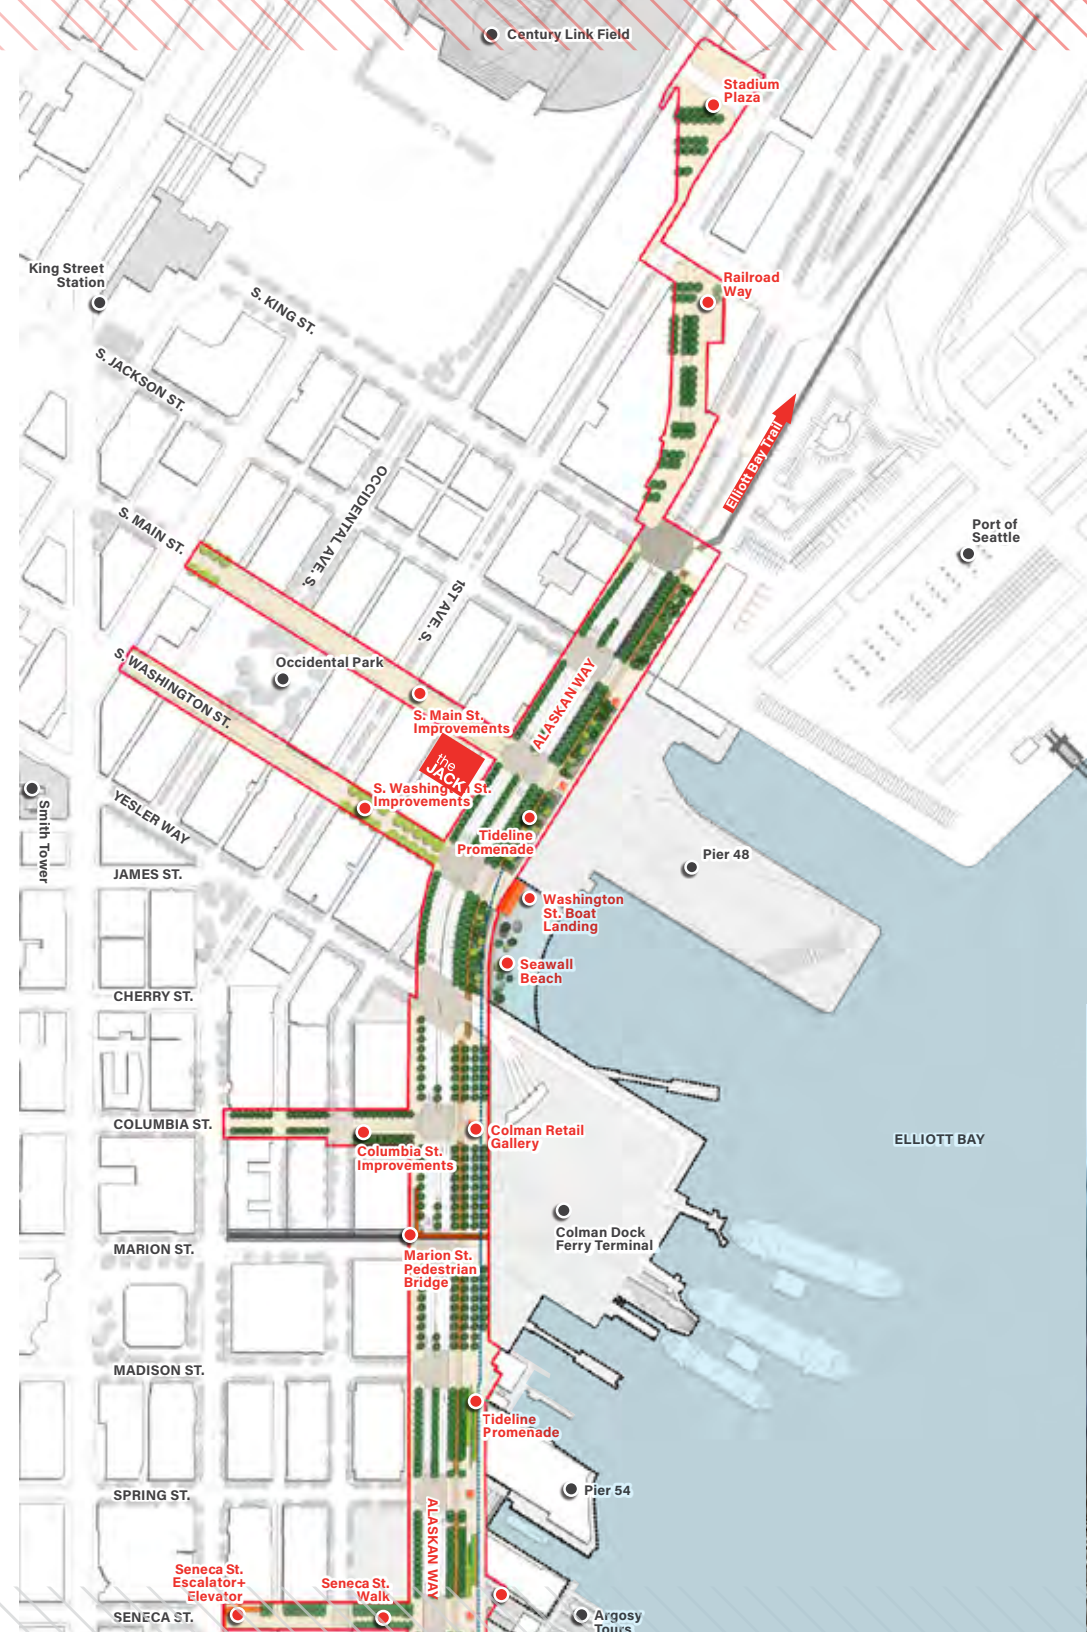 Century Link Field
Stadium
Plaza
King Street
Station
Railroad
Way
S. KING ST.
S. JACKSON ST.
Elliott Bay Trail
OCCIDENTAL AVE. S.
S. MAIN ST.
Port of
Seattle
1ST AVE. S.
Occidental Park
S. WASHINGTON ST.
ALASKAN WAY
S. Main St.
Improvements
the
JACK
S. Washington St.
Improvements
Smith Tower
YESLER WAY
Tideline
Promenade
Pier 48
JAMES ST.
Washington
St. Boat
Landing
Seawall
Beach
CHERRY ST.
COLUMBIA ST.
Colman Retail
Gallery
ELLIOTT BAY
Columbia St.
Improvements
Colman Dock
Ferry Terminal
MARION ST.
Marion St.
Pedestrian
Bridge
MADISON ST.
Tideline
Promenade
SPRING ST.
Pier 54
ALASKAN WAY
Seneca St.
Escalator+
Elevator
Seneca St.
Walk
SENECA ST.
Argosy
Tours